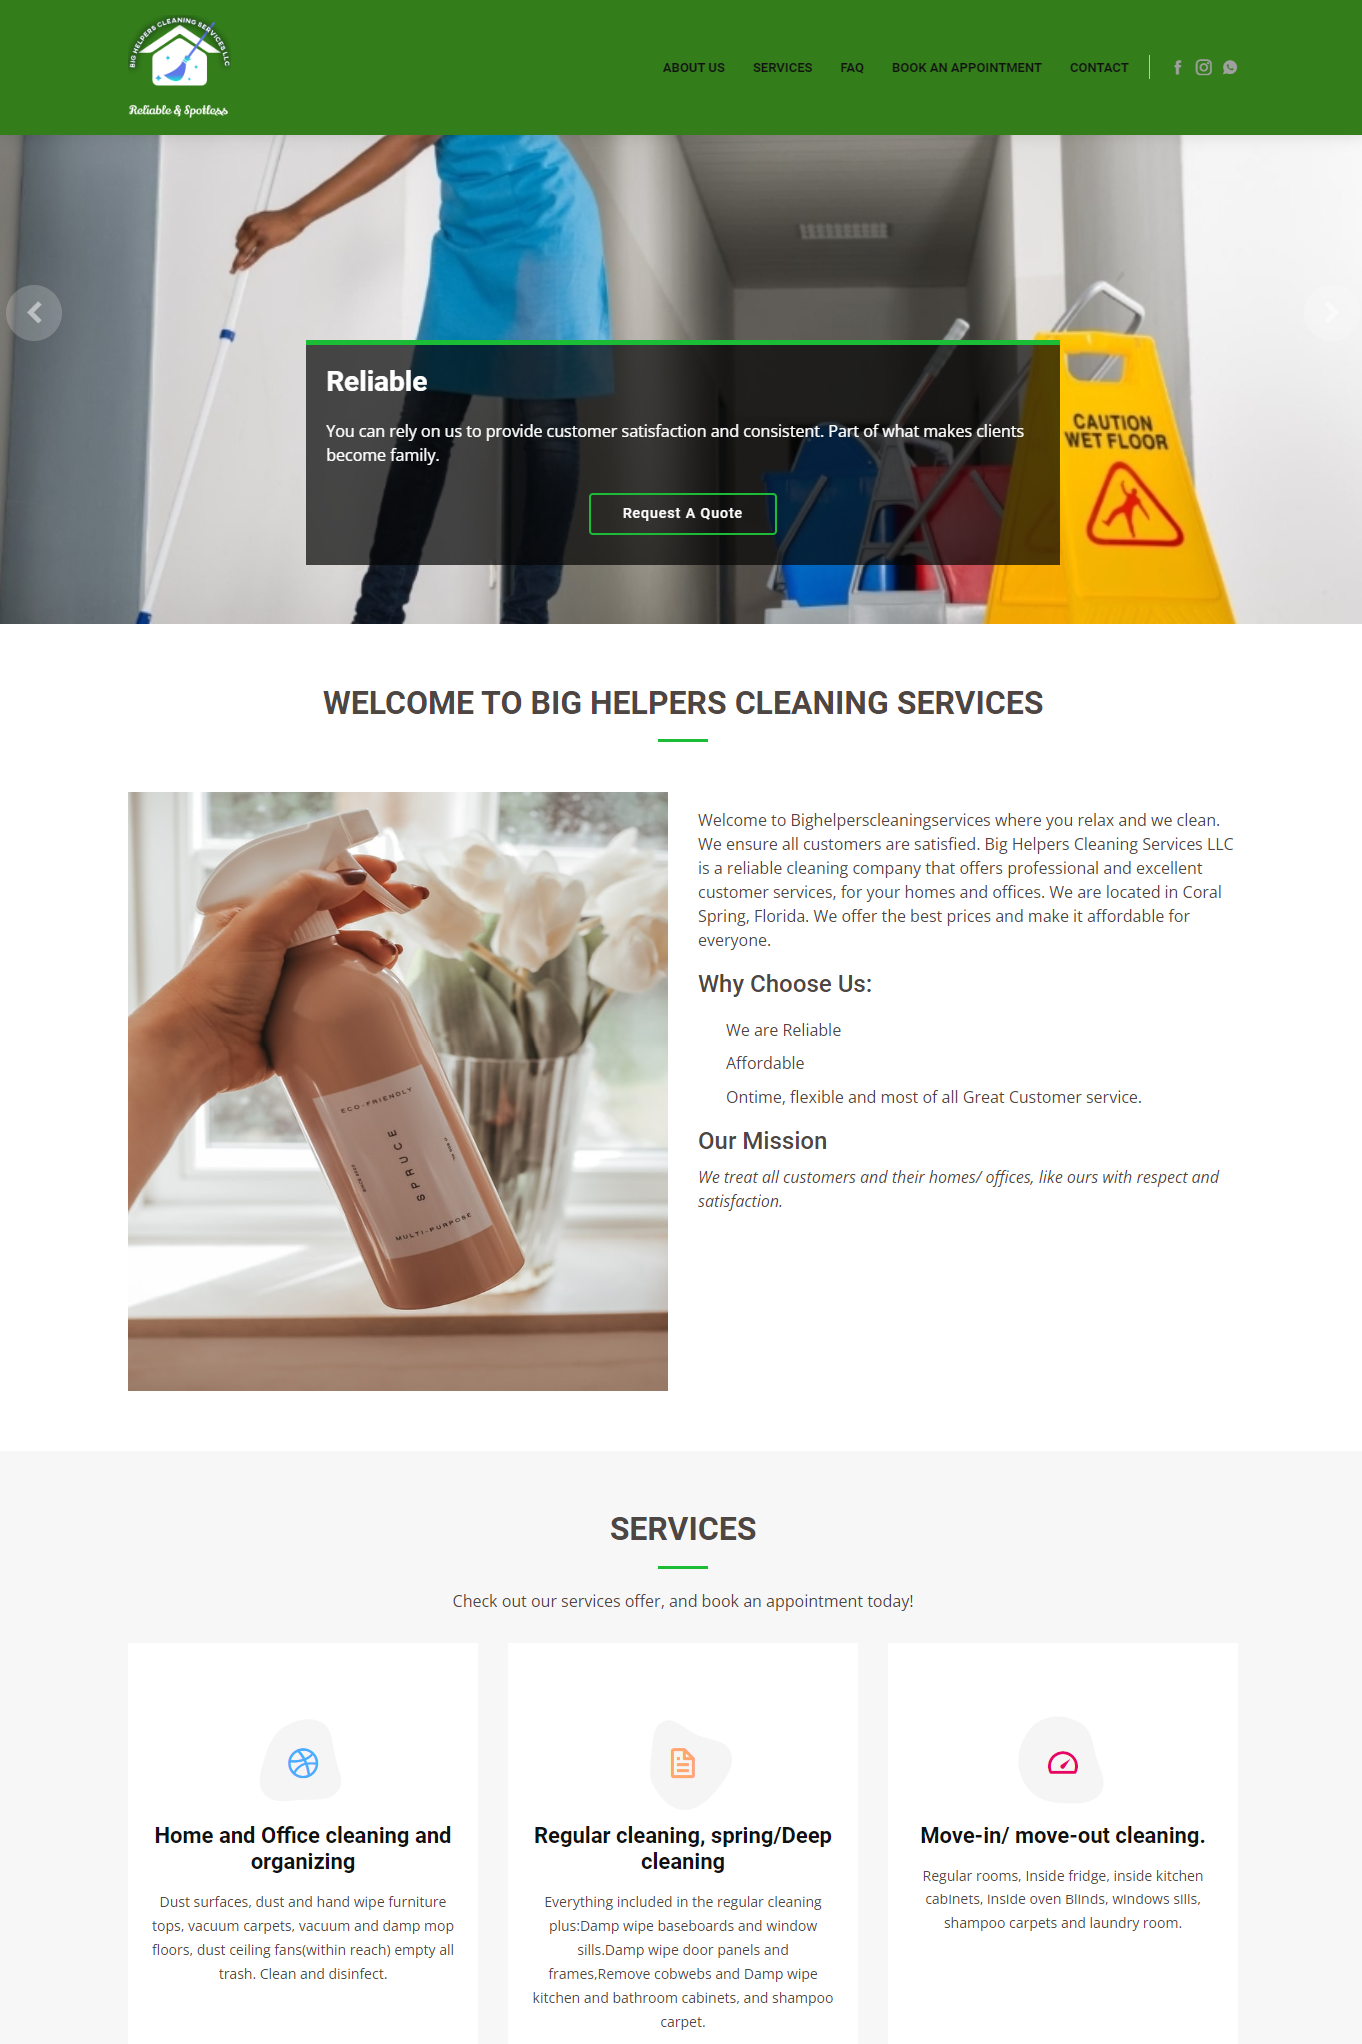 BIG HELPERS CLEANING SERVICES LLC
Reliable & Spotless
ABOUT US SERVICES FAQ BOOK AN APPOINTMENT CONTACT
CAUTION
WET FLOOR
Reliable
You can rely on us to provide customer satisfaction and consistent. Part of what makes clients
become family.
Request A Quote
WELCOME TO BIG HELPERS CLEANING SERVICES
ECO-FRIENDLY
SPRUCE
MULTI-PURPOSE
Welcome to Bighelperscleaningservices where you relax and we clean.
We ensure all customers are satisfied. Big Helpers Cleaning Services LLC
is a reliable cleaning company that offers professional and excellent
customer services, for your homes and offices. We are located in Coral
Spring, Florida. We offer the best prices and make it affordable for
everyone.
Why Choose Us:
We are Reliable
Affordable
Ontime, flexible and most of all Great Customer service.
Our Mission
We treat all customers and their homes/ offices, like ours with respect and
satisfaction.
SERVICES
Check out our services offer, and book an appointment today!
Home and Office cleaning and
organizing
Dust surfaces, dust and hand wipe furniture
tops, vacuum carpets, vacuum and damp mop
floors, dust ceiling fans(within reach) empty all
trash. Clean and disinfect.
Regular cleaning, spring/Deep
cleaning
Everything included in the regular cleaning
plus:Damp wipe baseboards and window
sills.Damp wipe door panels and
frames,Remove cobwebs and Damp wipe
kitchen and bathroom cabinets, and shampoo
carpet.
Move-in/ move-out cleaning.
Regular rooms, Inside fridge, inside kitchen
cabinets, Inside oven Blinds, windows sills,
shampoo carpets and laundry room.